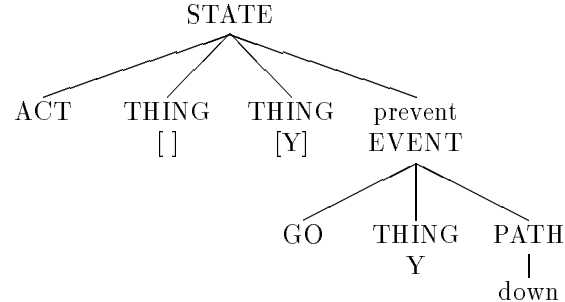 STATE
ACT THING THING prevent
[ ] [Y] EVENT
GO THING PATH
Y
down